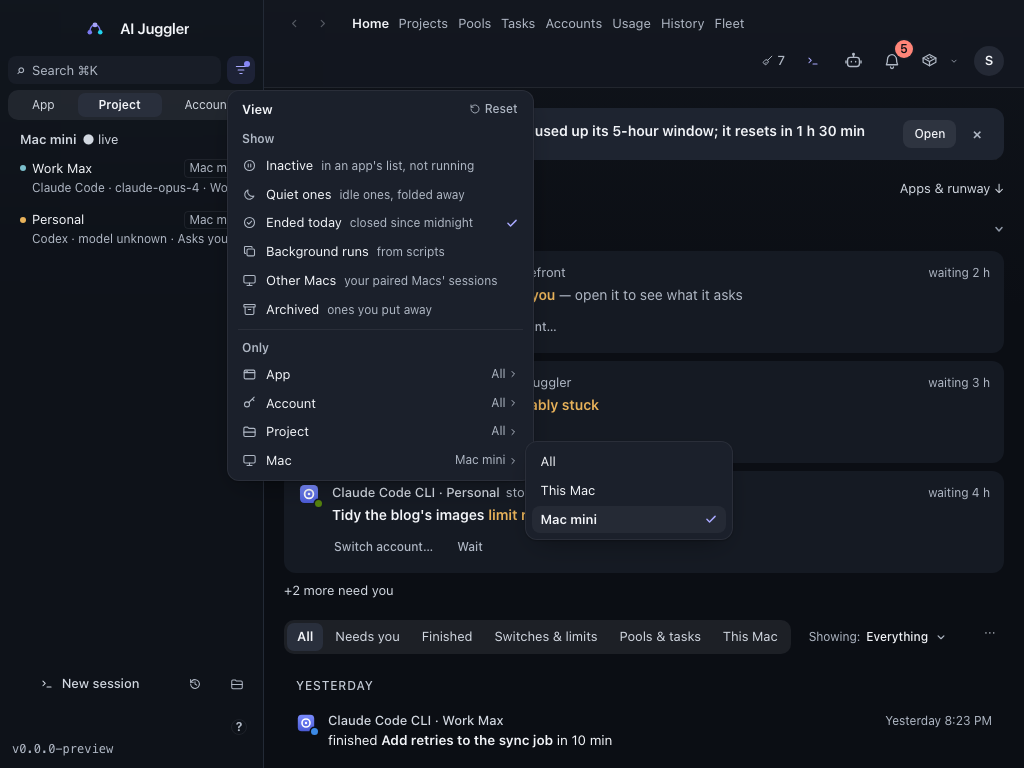 AI Juggler
Home Projects Pools Tasks Accounts Usage History Fleet
Search ⌘K
7
5
S
App Project Accoun
Mac mini live
Work Max Mac m
Claude Code · claude-opus-4 · Wo
Personal Mac m
Codex · model unknown · Asks you
View Reset
Show
Inactive in an app's list, not running
Quiet ones idle ones, folded away
Ended today closed since midnight
Background runs from scripts
Other Macs your paired Macs' sessions
Archived ones you put away
Only
App All
Account All
Project All
Mac Mac mini
All
This Mac
Mac mini
used up its 5-hour window; it resets in 1 h 30 min Open
Apps & runway ↓
efront waiting 2 h
you — open it to see what it asks
nt...
uggler waiting 3 h
ably stuck
Claude Code CLI · Personal sto waiting 4 h
Tidy the blog's images limit r
Switch account... Wait
+2 more need you
All Needs you Finished Switches & limits Pools & tasks This Mac Showing: Everything ...
YESTERDAY
Claude Code CLI · Work Max Yesterday 8:23 PM
finished Add retries to the sync job in 10 min
New session
?
v0.0.0-preview